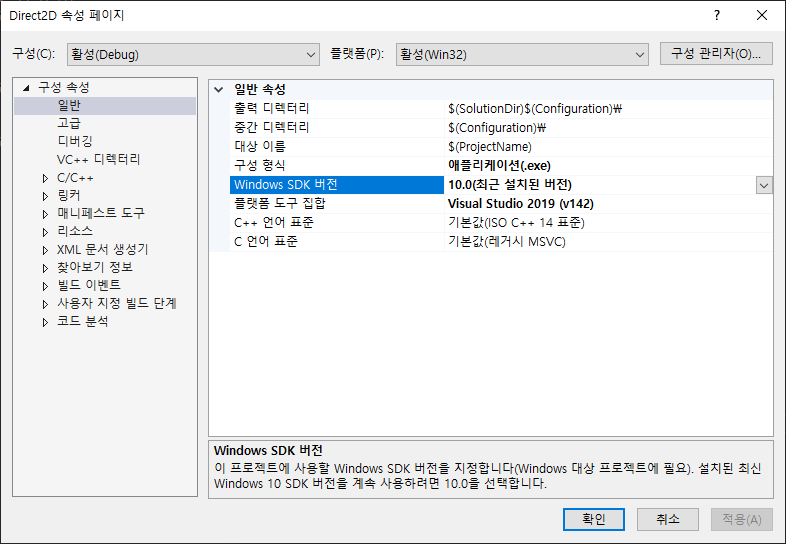 Direct2D 속성 페이지
구성(C): 활성(Debug) 플랫폼(P): 활성(Win32) 구성 관리자(O)...
구성 속성
일반
고급
디버깅
VC++ 디렉터리
C/C++
링커
매니페스트 도구
리소스
XML 문서 생성기
찾아보기 정보
빌드 이벤트
사용자 지정 빌드 단계
코드 분석
일반 속성
출력 디렉터리 $(SolutionDir)$(Configuration)₩
중간 디렉터리 $(Configuration)₩
대상 이름 $(ProjectName)
구성 형식 애플리케이션(.exe)
Windows SDK 버전 10.0(최근 설치된 버전)
플랫폼 도구 집합 Visual Studio 2019 (v142)
C++ 언어 표준 기본값(ISO C++ 14 표준)
C 언어 표준 기본값(레거시 MSVC)
Windows SDK 버전
이 프로젝트에 사용할 Windows SDK 버전을 지정합니다(Windows 대상 프로젝트에 필요). 설치된 최신
Windows 10 SDK 버전을 계속 사용하려면 10.0을 선택합니다.
확인 취소 적용(A)